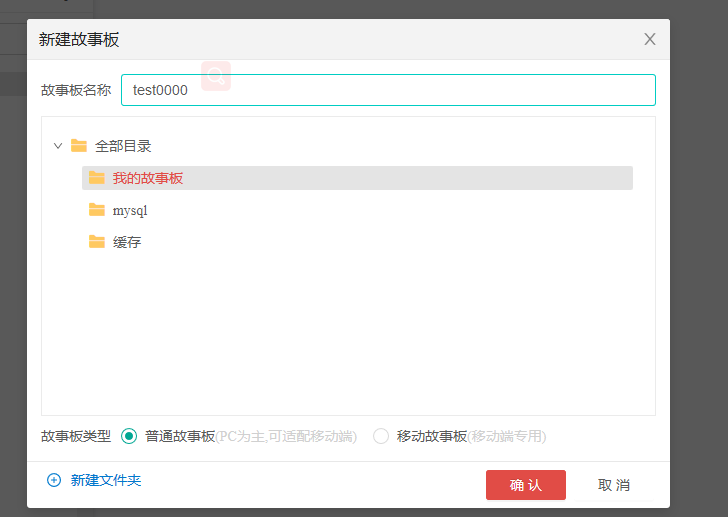 新建故事板
故事板名称 test0000
全部目录
我的故事板
mysql
缓存
故事板类型 普通故事板(PC为主,可适配移动端) 移动故事板(移动端专用)
新建文件夹 确 认 取 消